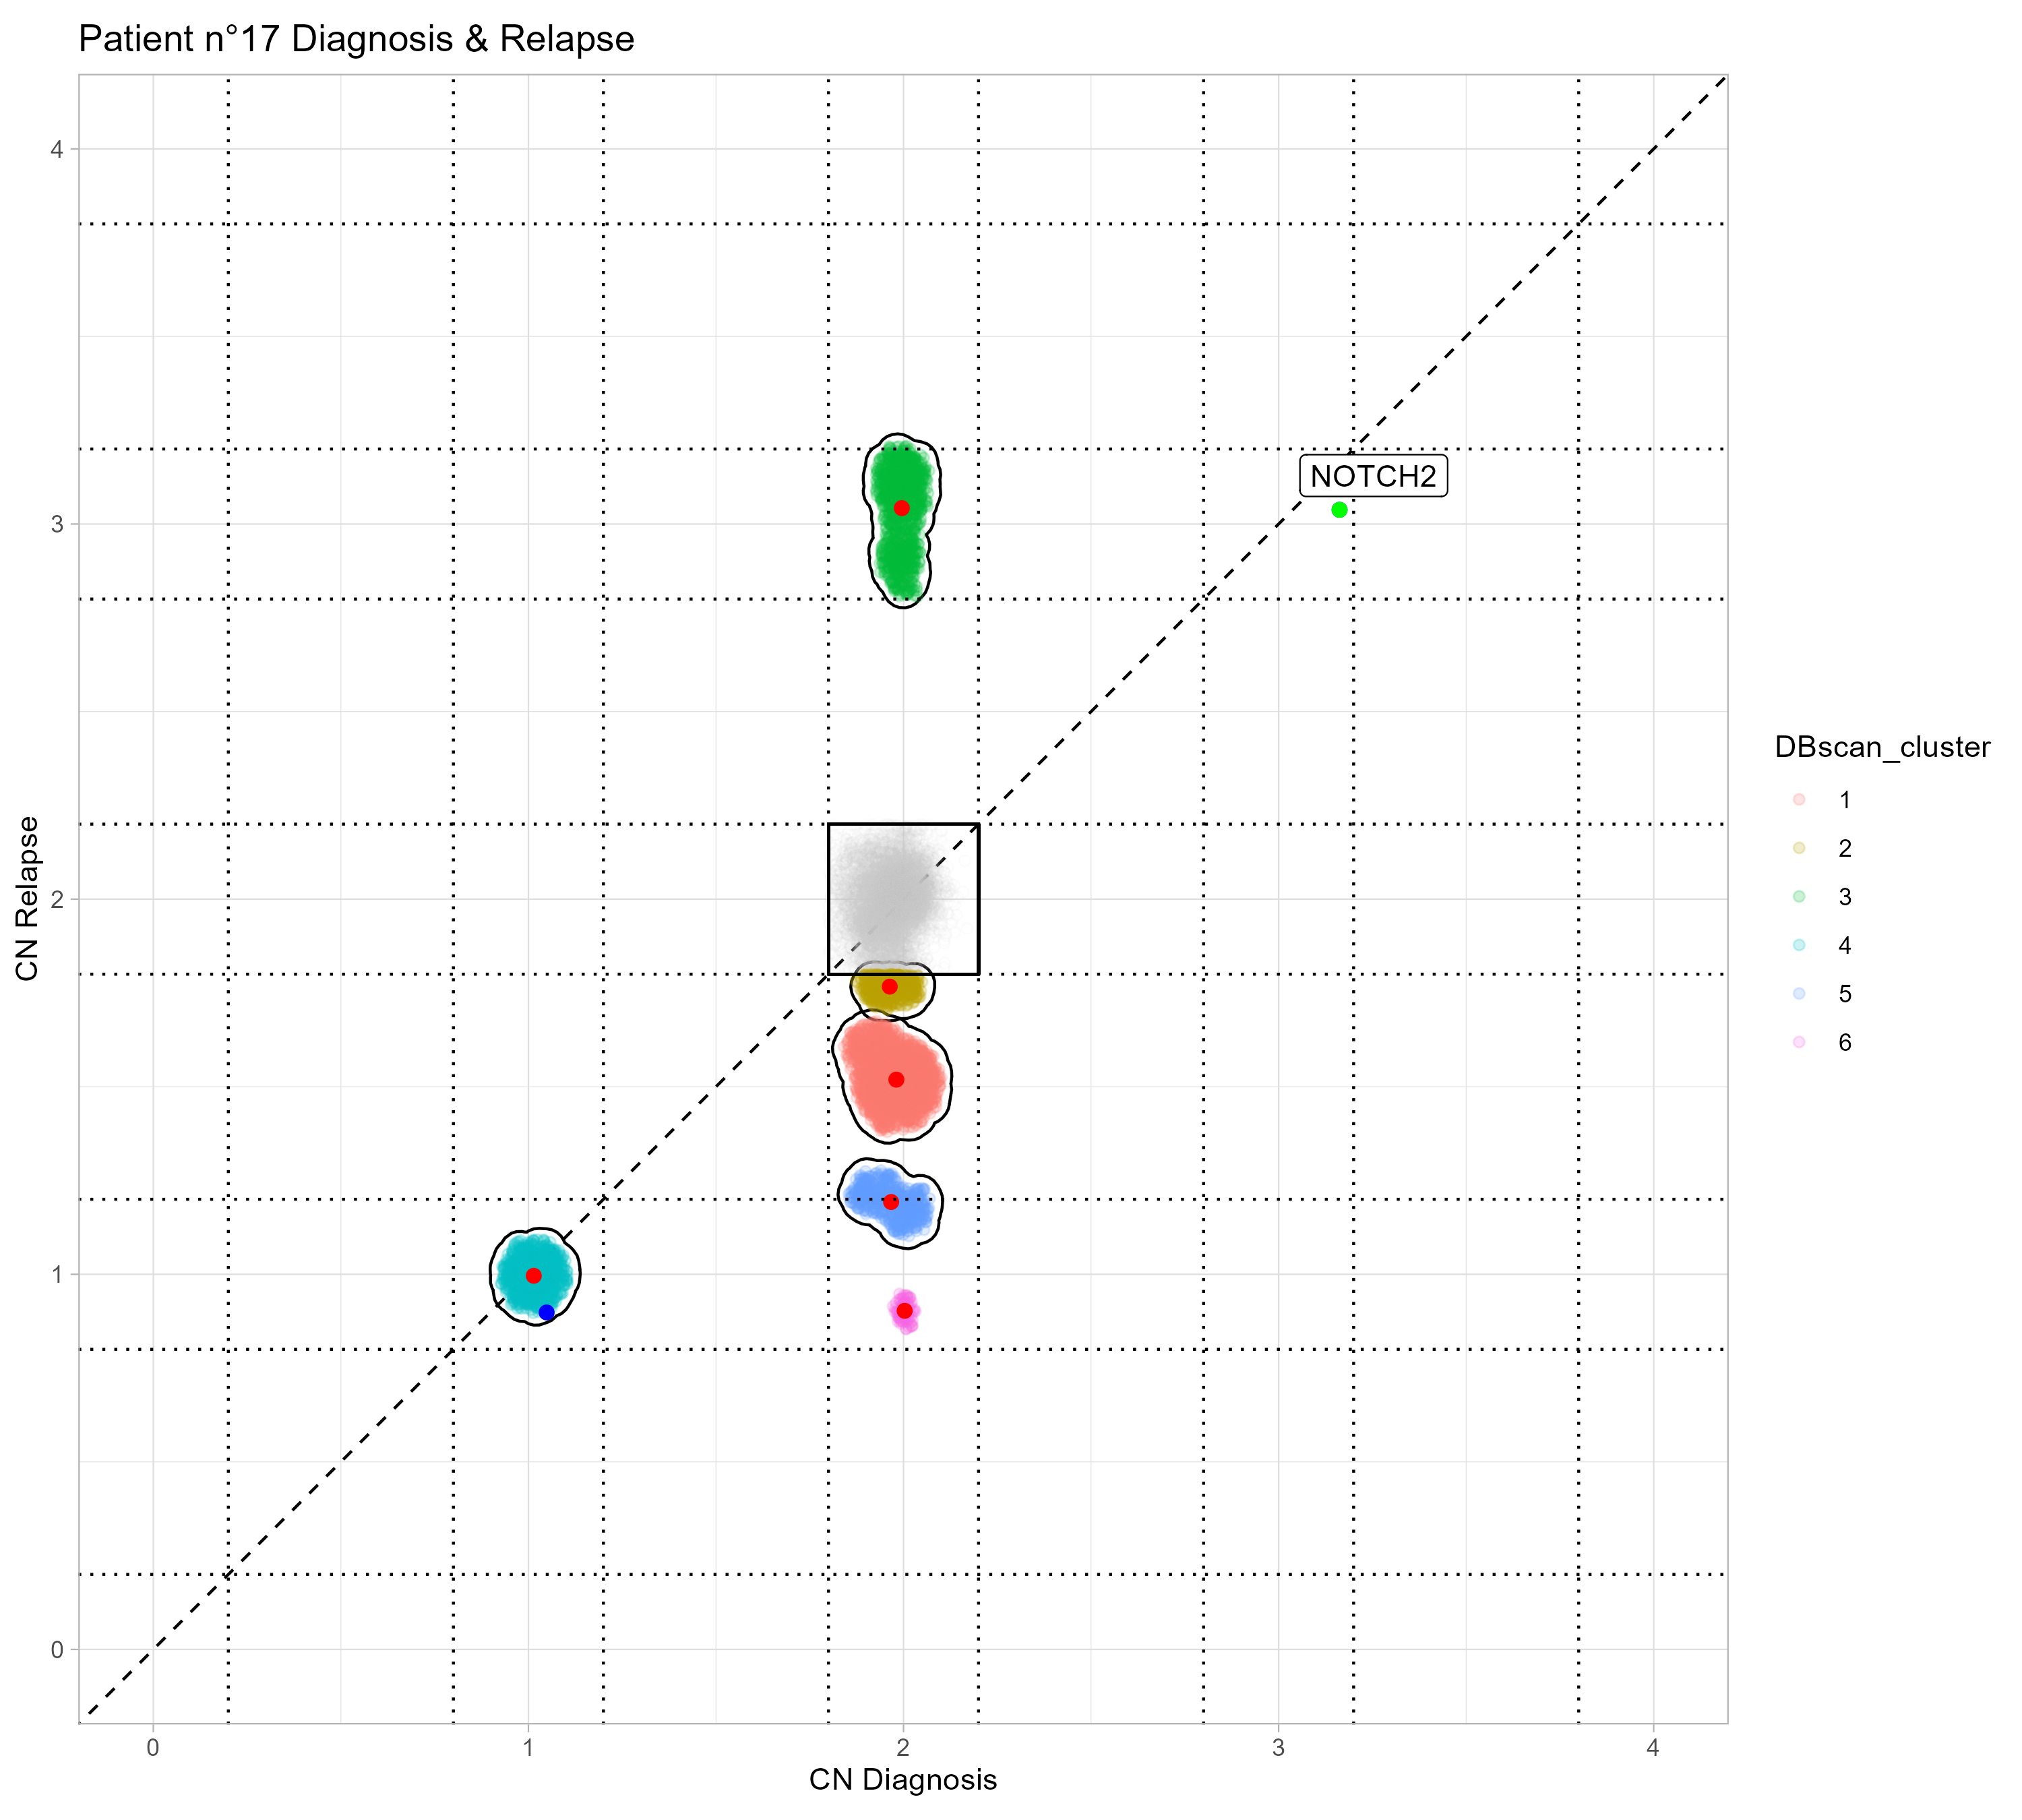 Patient n°17 Diagnosis & Relapse
4
3
2
1
0
CN Relapse
NOTCH2
0 1 2 3 4
CN Diagnosis
DBscan_cluster
1
2
3
4
5
6